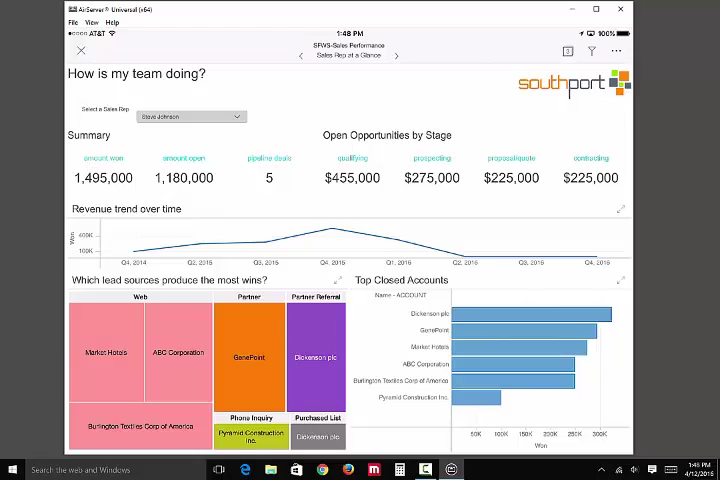 AirServer® Universal (x64)
File View Help
AT&T
1:48 PM
100%
SFWS-Sales Performance
Sales Rep at a Glance
How is my team doing?
southport
Select a Sales Rep
Steve Johnson
Summary
Open Opportunities by Stage
amount won
amount open
pipeline deals
qualifying
prospecting
proposal/quote
contracting
1,495,000
1,180,000
5
$455,000
$275,000
$225,000
$225,000
Revenue trend over time
Won
400K
100K
Q4, 2014
Q2, 2015
Q3, 2015
Q4, 2015
Q1, 2016
Q2, 2016
Q3, 2016
Q4, 2016
Which lead sources produce the most wins?
Web
Partner
Partner Referral
Market Hotels
ABC Corporation
GenePoint
Dickenson plc
Burlington Textiles Corp of America
Phone Inquiry
Purchased List
Pyramid Construction
Inc.
Dickenson plc
Top Closed Accounts
Name - ACCOUNT
Dickenson plc
GenePoint
Market Hotels
ABC Corporation
Burlington Textiles Corp of America
Pyramid Construction Inc.
50K 100K 150K 200K 250K 300K
Won
Search the web and Windows
1:48 PM
4/12/2016